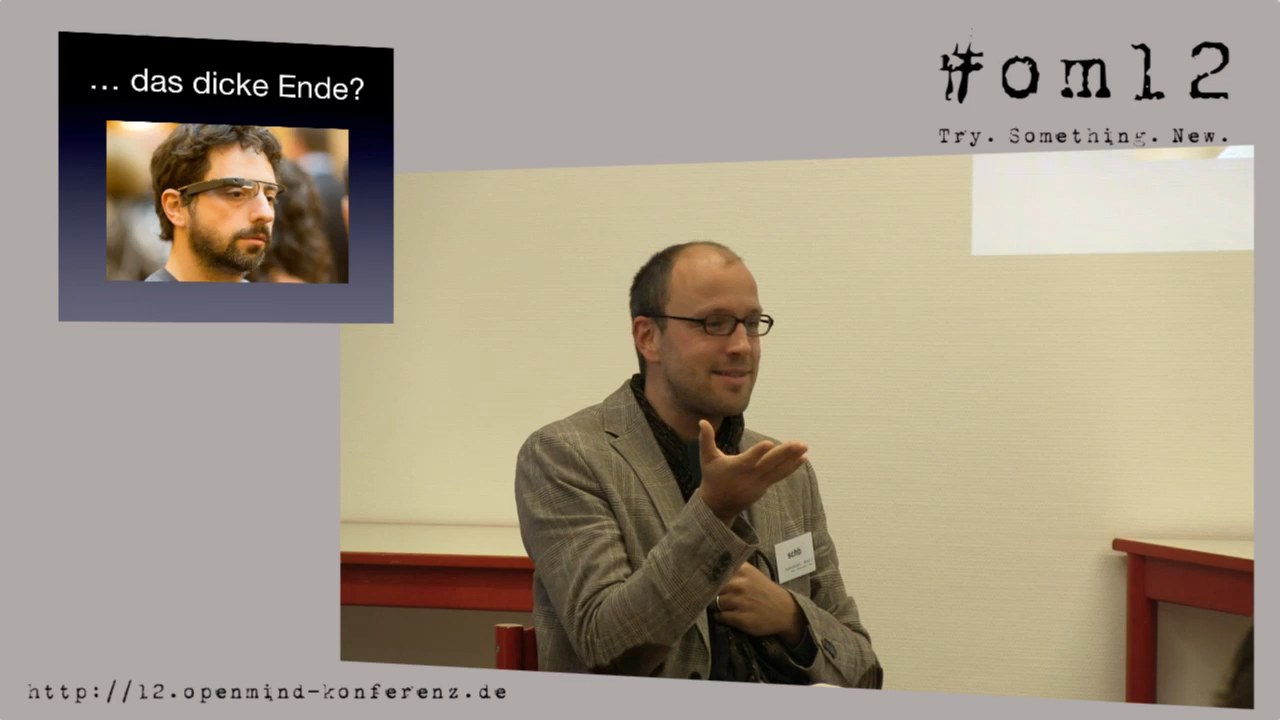 … das dicke Ende?
#om12
Try. Something. New.
schb
http://12.openmind-konferenz.de